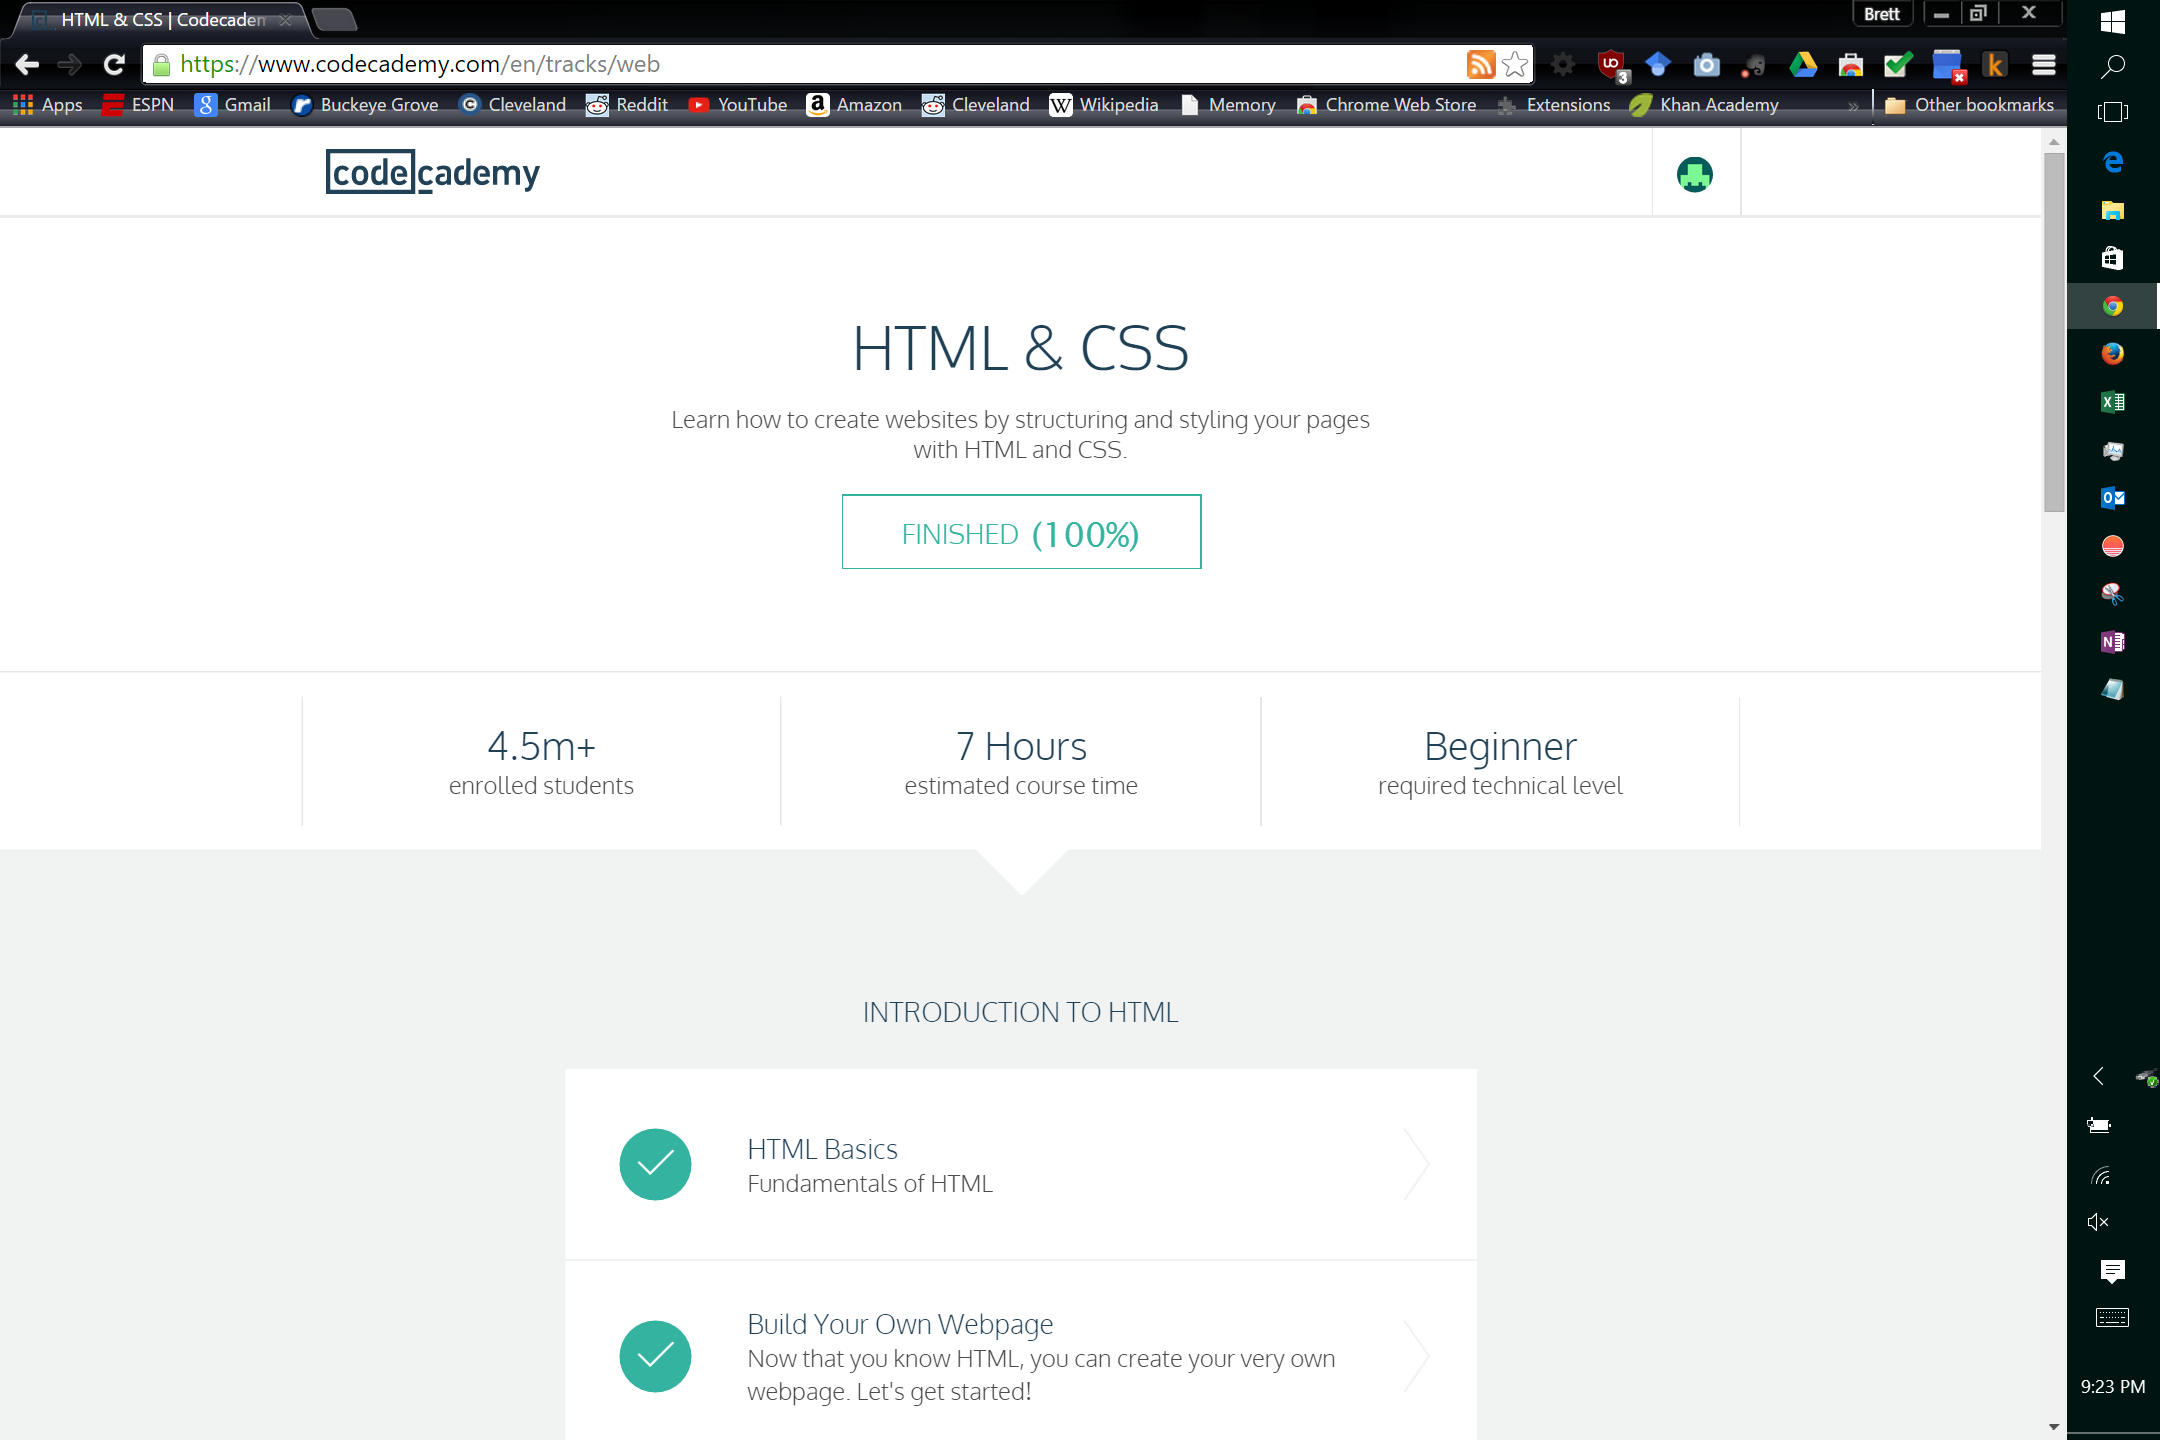 HTML & CSS | Codecadem
Brett
https://www.codecademy.com/en/tracks/web
3
k
Apps ESPN Gmail Buckeye Grove Cleveland Reddit YouTube Amazon Cleveland Wikipedia Memory Chrome Web Store Extensions Khan Academy » Other bookmarks
codecademy
HTML & CSS
Learn how to create websites by structuring and styling your pages
with HTML and CSS.
FINISHED (100%)
4.5m+
enrolled students
7 Hours
estimated course time
Beginner
required technical level
INTRODUCTION TO HTML
HTML Basics
Fundamentals of HTML
Build Your Own Webpage
Now that you know HTML, you can create your very own
webpage. Let's get started!
9:23 PM